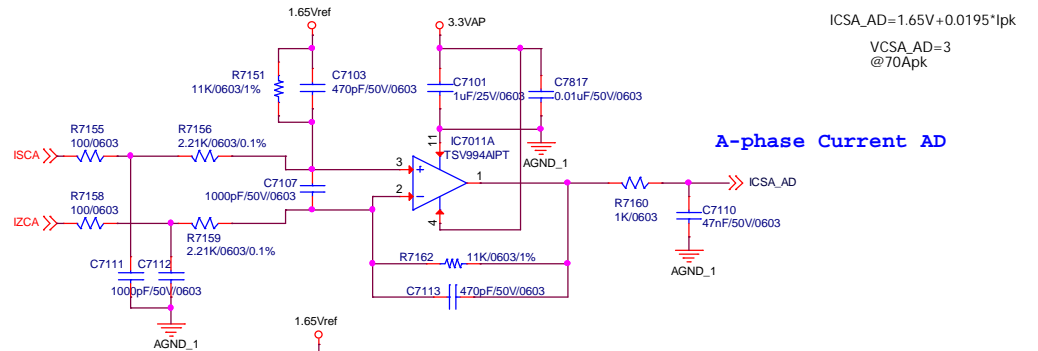 1.65Vref
3.3VAP
ICSA_AD=1.65V+0.0195*Ipk
VCSA_AD=3
@70Apk
R7151
11K/0603/1%
C7103
470pF/50V/0603
C7101
1uF/25V/0603
C7817
0.01uF/50V/0603
R7155
100/0603
R7156
2.21K/0603/0.1%
11
IC7011A
TSV994AIPT
AGND_1
A-phase Current AD
ISCA
3
+
1
ICSA_AD
C7107
1000pF/50V/0603
2
-
R7158
100/0603
R7160
1K/0603
C7110
47nF/50V/0603
IZCA
4
R7159
2.21K/0603/0.1%
R7162
11K/0603/1%
C7111
C7112
1000pF/50V/0603
C7113
470pF/50V/0603
AGND_1
AGND_1
1.65Vref